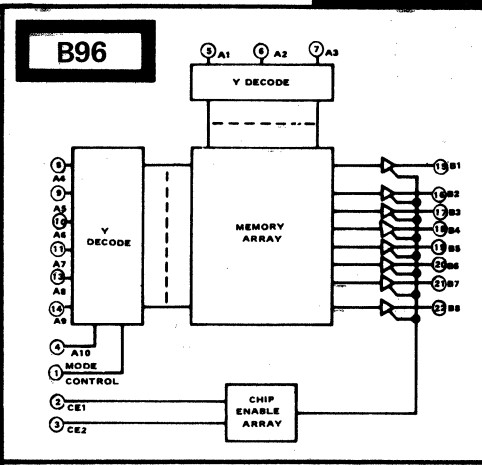 B96
5 A1 6 A2 7 A3
Y DECODE
8 A4
9 A5
10 A6
11 A7
13 A8
14 A9
4 A10
1 MODE CONTROL
2 CE1
3 CE2
Y DECODE
MEMORY ARRAY
CHIP ENABLE ARRAY
15 B1
16 B2
17 B3
18 B4
19 B5
20 B6
21 B7
22 B8